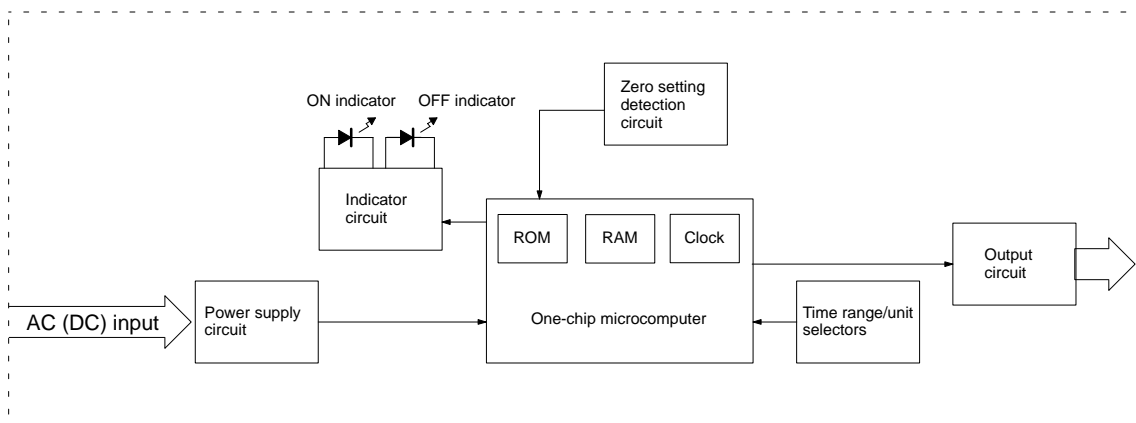 Zero setting
detection
circuit
ON indicator
OFF indicator
Indicator
circuit
ROM
RAM
Clock
Output
circuit
AC (DC) input
Power supply
circuit
One-chip microcomputer
Time range/unit
selectors